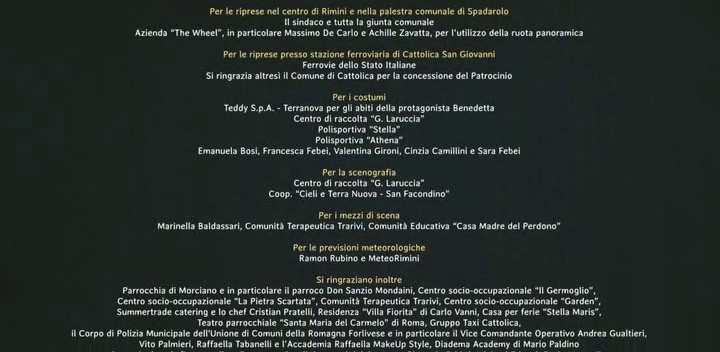 Per le riprese nel centro di Rimini e nella palestra comunale di Spadarolo
Il sindaco e tutta la giunta comunale
Azienda "The Wheel", in particolare Massimo De Carlo e Achille Zavatta, per l'utilizzo della ruota panoramica
Per le riprese presso stazione ferroviaria di Cattolica San Giovanni
Ferrovie dello Stato Italiane
Si ringrazia altresì il Comune di Cattolica per la concessione del Patrocinio
Per i costumi
Teddy S.p.A. - Terranova per gli abiti della protagonista Benedetta
Centro di raccolta "G. Laruccia"
Polisportiva "Stella"
Polisportiva "Athena"
Emanuela Bosi, Francesca Febei, Valentina Gironi, Cinzia Camillini e Sara Febei
Per la scenografia
Centro di raccolta "G. Laruccia"
Coop. "Cieli e Terra Nuova - San Facondino"
Per i mezzi di scena
Marinella Baldassari, Comunità Terapeutica Trarivi, Comunità Educativa "Casa Madre del Perdono"
Per le previsioni meteorologiche
Ramon Rubino e MeteoRimini
Si ringraziano inoltre
Parrocchia di Morciano e in particolare il parroco Don Sanzio Mondaini, Centro socio-occupazionale "Il Germoglio",
Centro socio-occupazionale "La Pietra Scartata", Comunità Terapeutica Trarivi, Centro socio-occupazionale "Garden",
Summertrade catering e lo chef Cristian Pratelli, Residenza "Villa Fiorita" di Carlo Vanni, Casa per ferie "Stella Maris",
Teatro parrocchiale "Santa Maria del Carmelo" di Roma, Gruppo Taxi Cattolica,
il Corpo di Polizia Municipale dell'Unione di Comuni della Romagna Forlivese e in particolare il Vice Comandante Operativo Andrea Gualtieri,
Vito Palmieri, Raffaella Tabanelli e l'Accademia Raffaella MakeUp Style, Diadema Academy di Mario Paldino